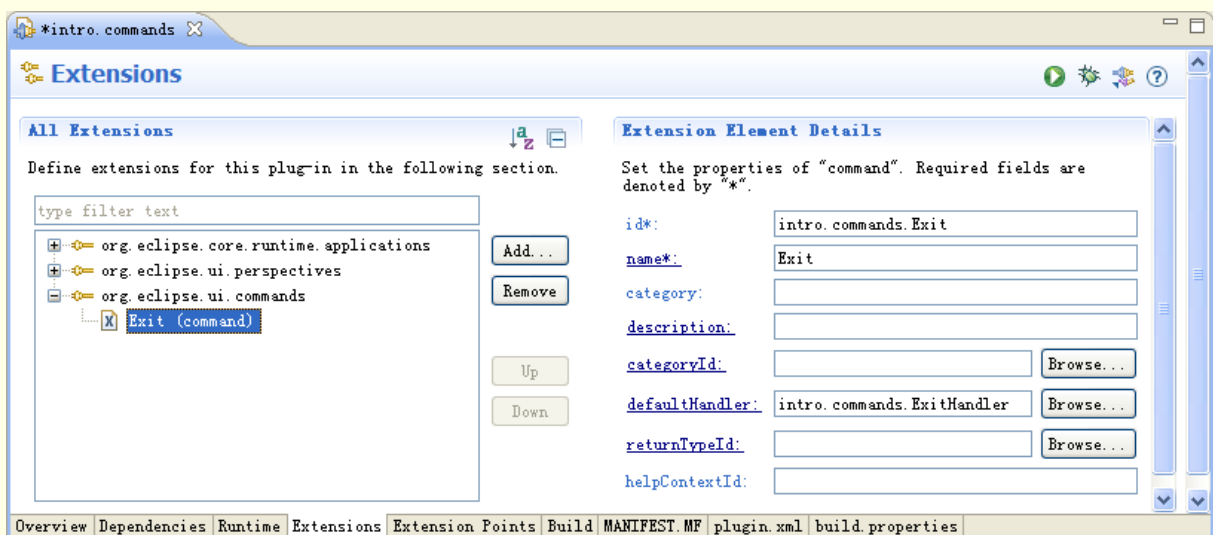 *intro.commands
Extensions
All Extensions
Define extensions for this plug-in in the following section.
type filter text
org.eclipse.core.runtime.applications
org.eclipse.ui.perspectives
org.eclipse.ui.commands
Exit (command)
Add...
Remove
Up
Down
Extension Element Details
Set the properties of "command". Required fields are
denoted by "*".
id*: intro.commands.Exit
name*: Exit
category:
description:
categoryId: Browse...
defaultHandler: intro.commands.ExitHandler Browse...
returnTypeId: Browse...
helpContextId:
Overview Dependencies Runtime Extensions Extension Points Build MANIFEST.MF plugin.xml build.properties